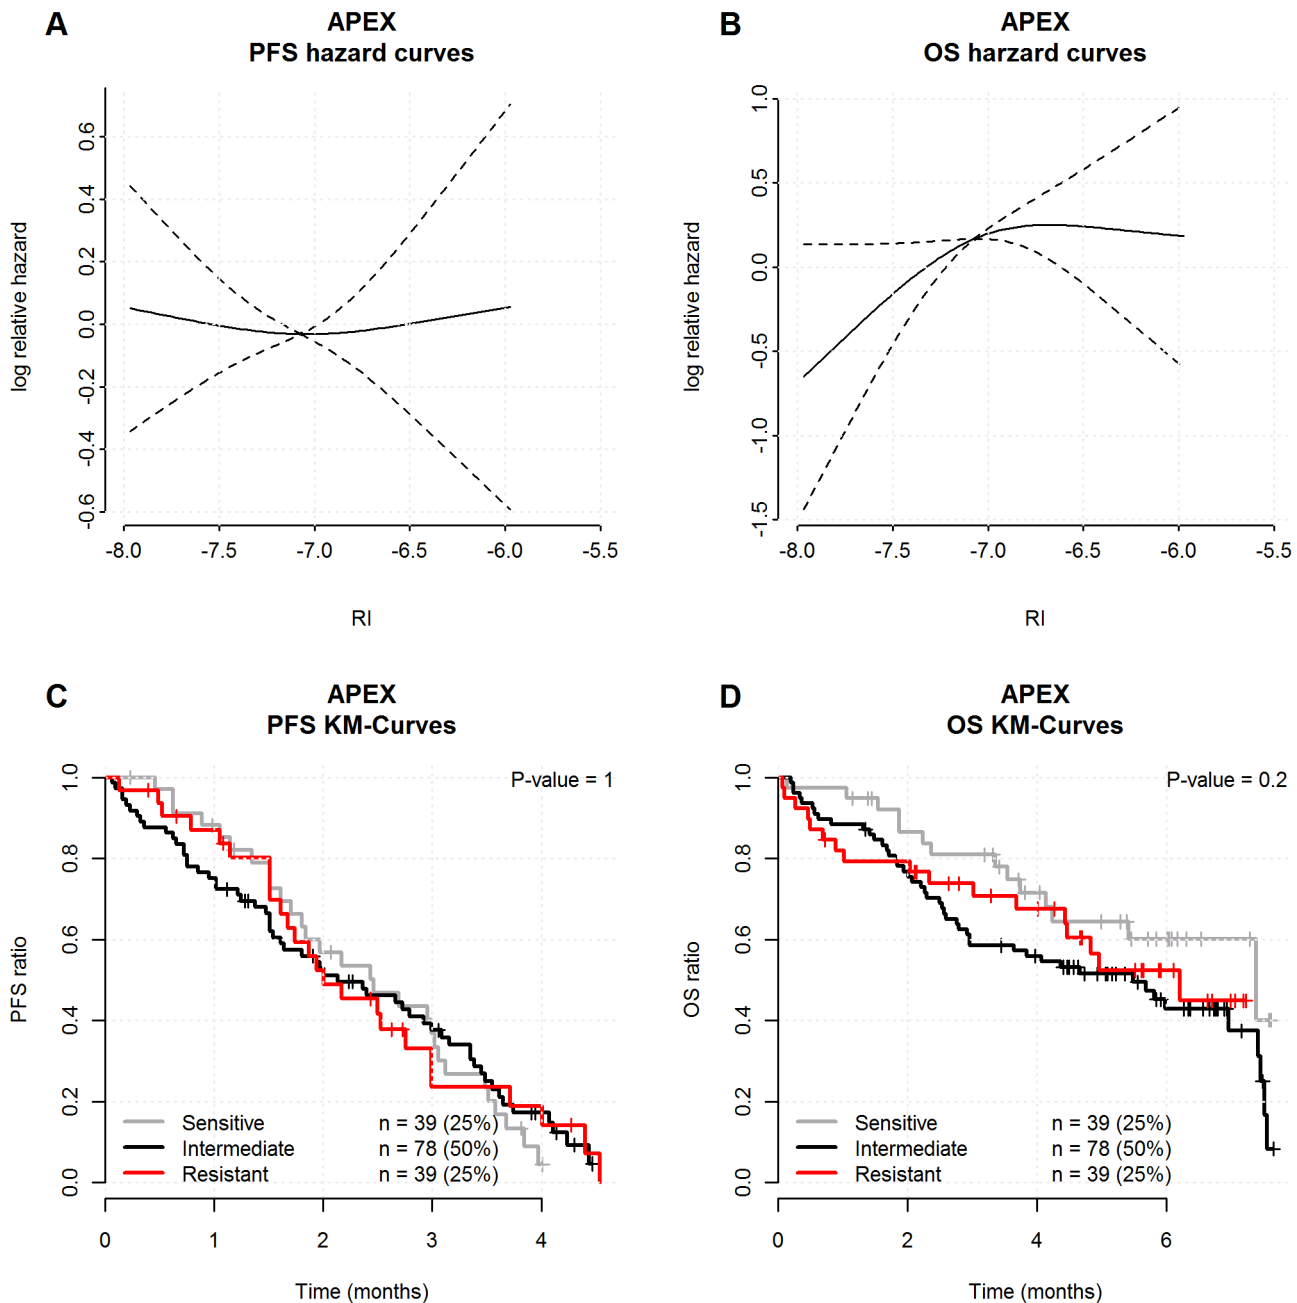 A
APEX
PFS hazard curves
log relative hazard
0.6
0.4
0.2
0.0
-0.2
-0.4
-0.6
-8.0 -7.5 -7.0 -6.5 -6.0 -5.5
RI
B
APEX
OS harzard curves
log relative hazard
1.0
0.5
0.0
-0.5
-1.0
-1.5
-8.0 -7.5 -7.0 -6.5 -6.0 -5.5
RI
C
APEX
PFS KM-Curves
P-value = 1
PFS ratio
1.0
0.8
0.6
0.4
0.2
0.0
Sensitive n = 39 (25%)
Intermediate n = 78 (50%)
Resistant n = 39 (25%)
0 1 2 3 4
Time (months)
D
APEX
OS KM-Curves
P-value = 0.2
OS ratio
1.0
0.8
0.6
0.4
0.2
0.0
Sensitive n = 39 (25%)
Intermediate n = 78 (50%)
Resistant n = 39 (25%)
0 2 4 6
Time (months)